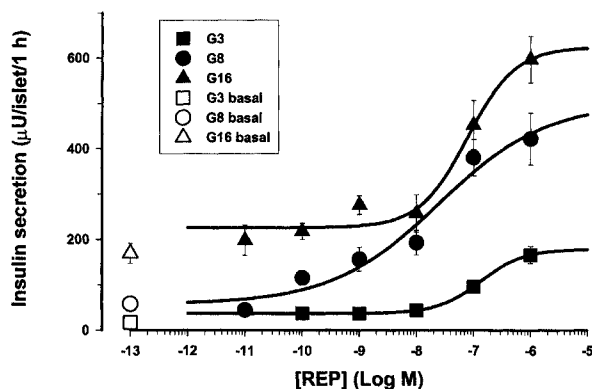 G3
G8
G16
G3 basal
G8 basal
G16 basal
Insulin secretion (µU/islet/1 h)
600
400
200
0
-13 -12 -11 -10 -9 -8 -7 -6 -5
[REP] (Log M)